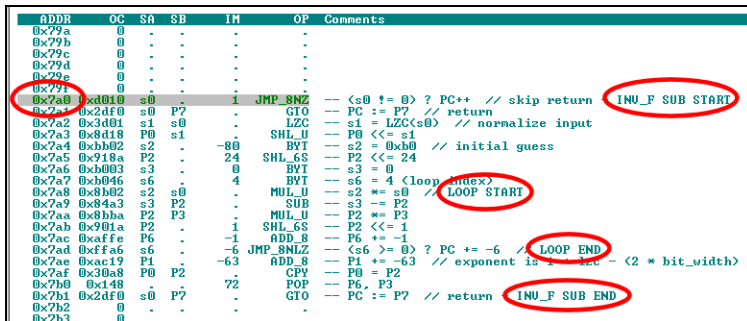 ADDR OC SA SB IM OP Comments
0x79a 0 . . . .
0x79b 0 . . . .
0x79c 0 . . . .
0x79d 0 . . . .
0x79e 0 . . . .
0x79f 0 . . . .
0x7a0 0xd010 s0 . 1 JMP_8NZ -- (s0 != 0) ? PC++ // skip return - INV_F SUB START
0x7a1 0x2df0 s0 P7 . GTO -- PC := P7 // return
0x7a2 0x3d01 s1 s0 . LZC -- s1 = LZC(s0) // normalize input
0x7a3 0x8d18 P0 s1 . SHL_U -- P0 <<= s1
0x7a4 0xbb02 s2 . -80 BYT -- s2 = 0xb0 // initial guess
0x7a5 0x918a P2 . 24 SHL_6S -- P2 <<= 24
0x7a6 0xb003 s3 . 0 BYT -- s3 = 0
0x7a7 0xb046 s6 . 4 BYT -- s6 = 4 (loop index)
0x7a8 0x8b02 s2 s0 . MUL_U -- s2 *= s0 // LOOP START
0x7a9 0x84a3 s3 P2 . SUB -- s3 -= P2
0x7aa 0x8bba P2 P3 . MUL_U -- P2 *= P3
0x7ab 0x901a P2 . 1 SHL_6S -- P2 <<= 1
0x7ac 0xaffe P6 . -1 ADD_8 -- P6 += -1
0x7ad 0xffa6 s6 . -6 JMP_8NLZ -- (s6 >= 0) ? PC += -6 // LOOP END
0x7ae 0xac19 P1 . -63 ADD_8 -- P1 += -63 // exponent is 1 + lzc - (2 * bit_width)
0x7af 0x30a8 P0 P2 . CPY -- P0 = P2
0x7b0 0x148 . . 72 POP -- P6, P3
0x7b1 0x2df0 s0 P7 . GTO -- PC := P7 // return - INV_F SUB END
0x7b2 0 . . . .
0x7b3 0 . . . .